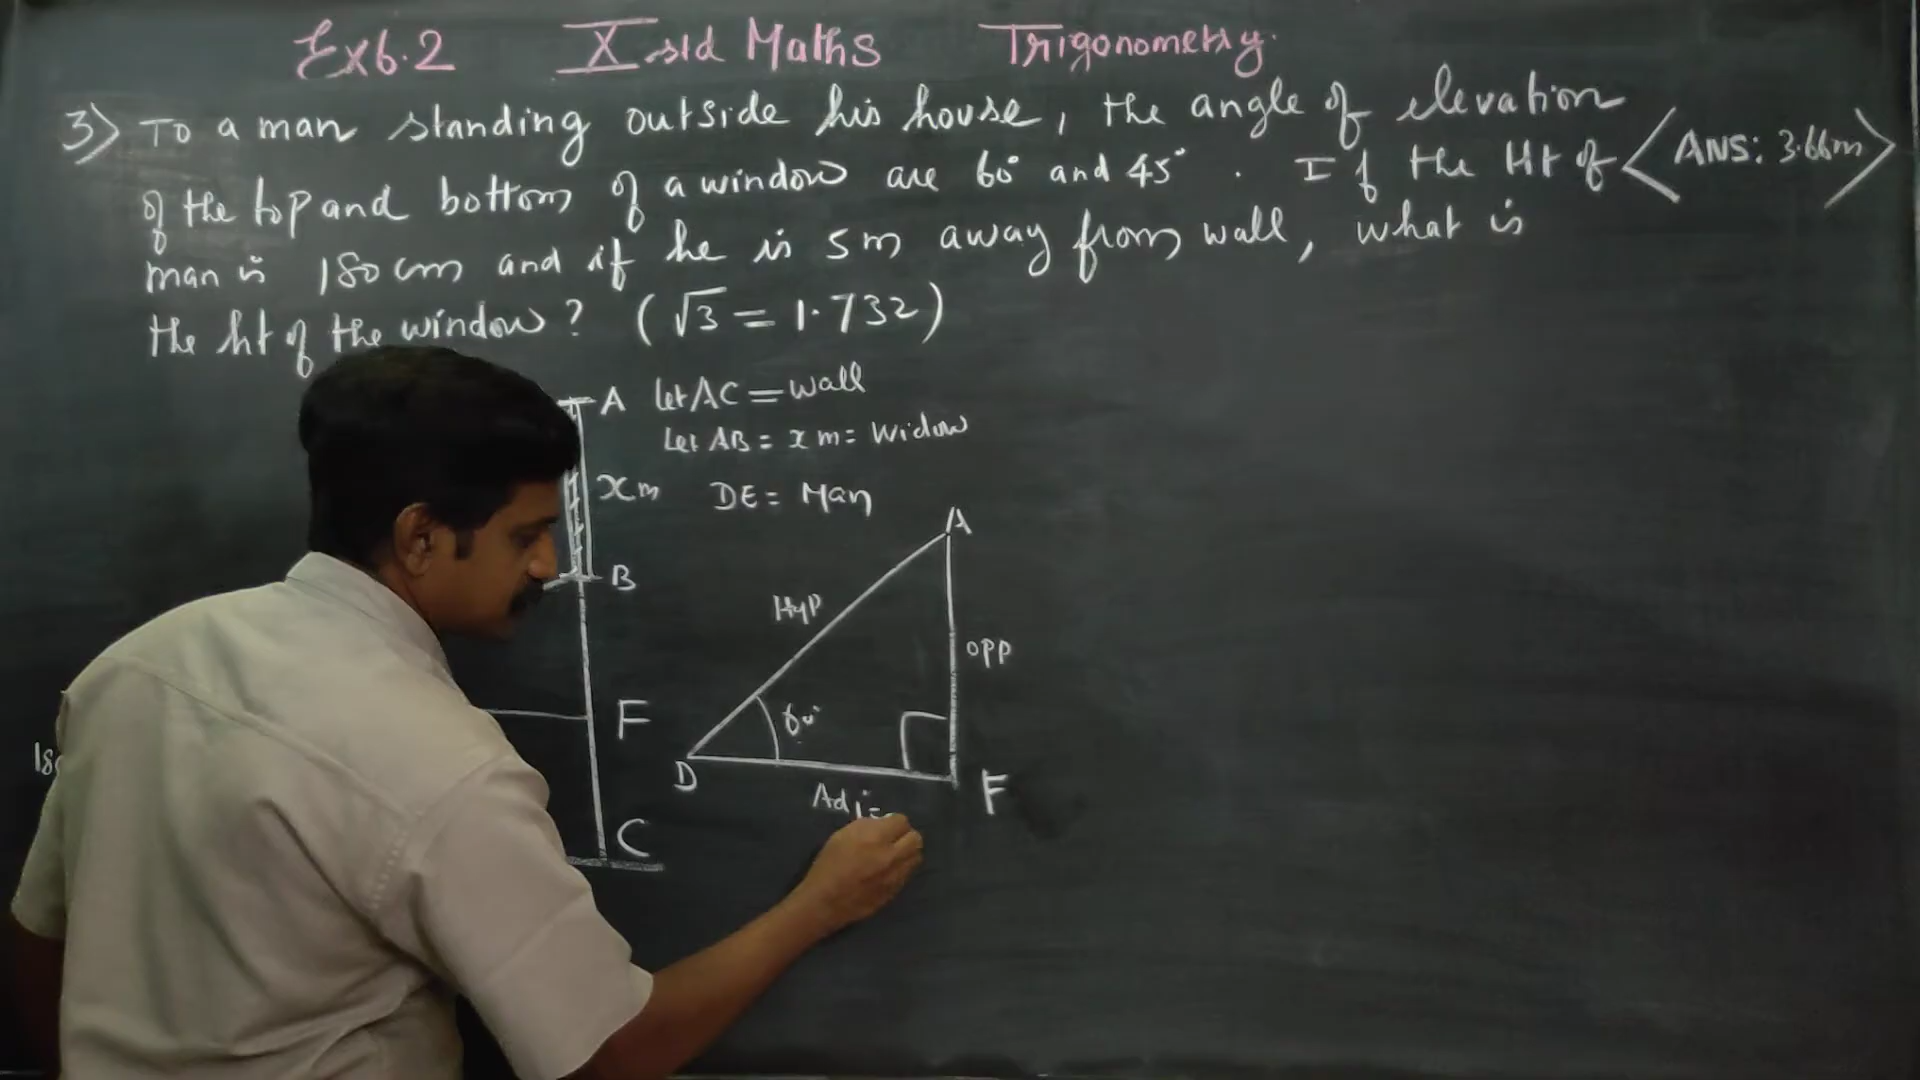 Ex6.2 X std Maths Trigonometry.
3) To a man standing outside his house, the angle of elevation
of the top and bottom of a window are 60° and 45°. If the Ht of <ANS: 3.66m>
man is 180 cm and if he is 5m away from wall, what is
the ht of the window? (√3 = 1.732)
A Let AC = wall
Let AB = x m = Widow
x m DE = Man
A
B
Hyp
opp
60°
F
D
F
Adj =
C